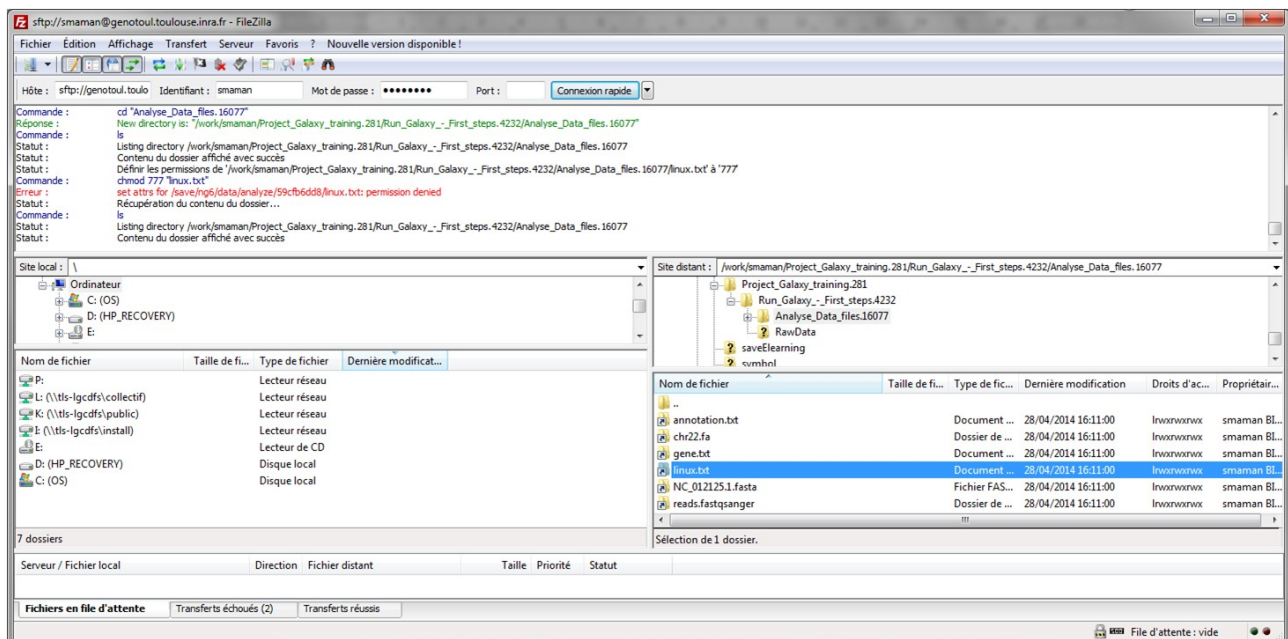 sftp://smaman@genotoul.toulouse.inra.fr - FileZilla
Fichier Édition Affichage Transfert Serveur Favoris ? Nouvelle version disponible !
Hôte : sftp://genotoul.toulo Identifiant : smaman Mot de passe : ●●●●●●●● Port : Connexion rapide
Commande : cd "Analyse_Data_files.16077"
Réponse : New directory is: "/work/smaman/Project_Galaxy_training.281/Run_Galaxy_-_First_steps.4232/Analyse_Data_files.16077"
Commande : ls
Statut : Listing directory /work/smaman/Project_Galaxy_training.281/Run_Galaxy_-_First_steps.4232/Analyse_Data_files.16077
Statut : Contenu du dossier affiché avec succès
Statut : Définir les permissions de '/work/smaman/Project_Galaxy_training.281/Run_Galaxy_-_First_steps.4232/Analyse_Data_files.16077/linux.txt' à '777'
Commande : chmod 777 "linux.txt"
Erreur : set attrs for /save/ng6/data/analyze/59cfb6dd8/linux.txt: permission denied
Statut : Récupération du contenu du dossier...
Commande : ls
Statut : Listing directory /work/smaman/Project_Galaxy_training.281/Run_Galaxy_-_First_steps.4232/Analyse_Data_files.16077
Statut : Contenu du dossier affiché avec succès
Site local : \
Ordinateur
C: (OS)
D: (HP_RECOVERY)
E:
Nom de fichier Taille de fi... Type de fichier Dernière modificat...
P: Lecteur réseau
L: (\\tls-lgcdfs\collectif) Lecteur réseau
K: (\\tls-lgcdfs\public) Lecteur réseau
I: (\\tls-lgcdfs\install) Lecteur réseau
E: Lecteur de CD
D: (HP_RECOVERY) Disque local
C: (OS) Disque local
7 dossiers
Site distant : /work/smaman/Project_Galaxy_training.281/Run_Galaxy_-_First_steps.4232/Analyse_Data_files.16077
Project_Galaxy_training.281
Run_Galaxy_-_First_steps.4232
Analyse_Data_files.16077
? RawData
? saveElearning
? symbol
Nom de fichier Taille de fi... Type de fic... Dernière modification Droits d'ac... Propriétair...
..
annotation.txt Document ... 28/04/2014 16:11:00 lrwxrwxrwx smaman BI...
chr22.fa Dossier de ... 28/04/2014 16:11:00 lrwxrwxrwx smaman BI...
gene.txt Document ... 28/04/2014 16:11:00 lrwxrwxrwx smaman BI...
linux.txt Document ... 28/04/2014 16:11:00 lrwxrwxrwx smaman BI...
NC_012125.1.fasta Fichier FAS... 28/04/2014 16:11:00 lrwxrwxrwx smaman BI...
reads.fastqsanger Dossier de ... 28/04/2014 16:11:00 lrwxrwxrwx smaman BI...
Sélection de 1 dossier.
Serveur / Fichier local Direction Fichier distant Taille Priorité Statut
Fichiers en file d'attente Transferts échoués (2) Transferts réussis
File d'attente : vide